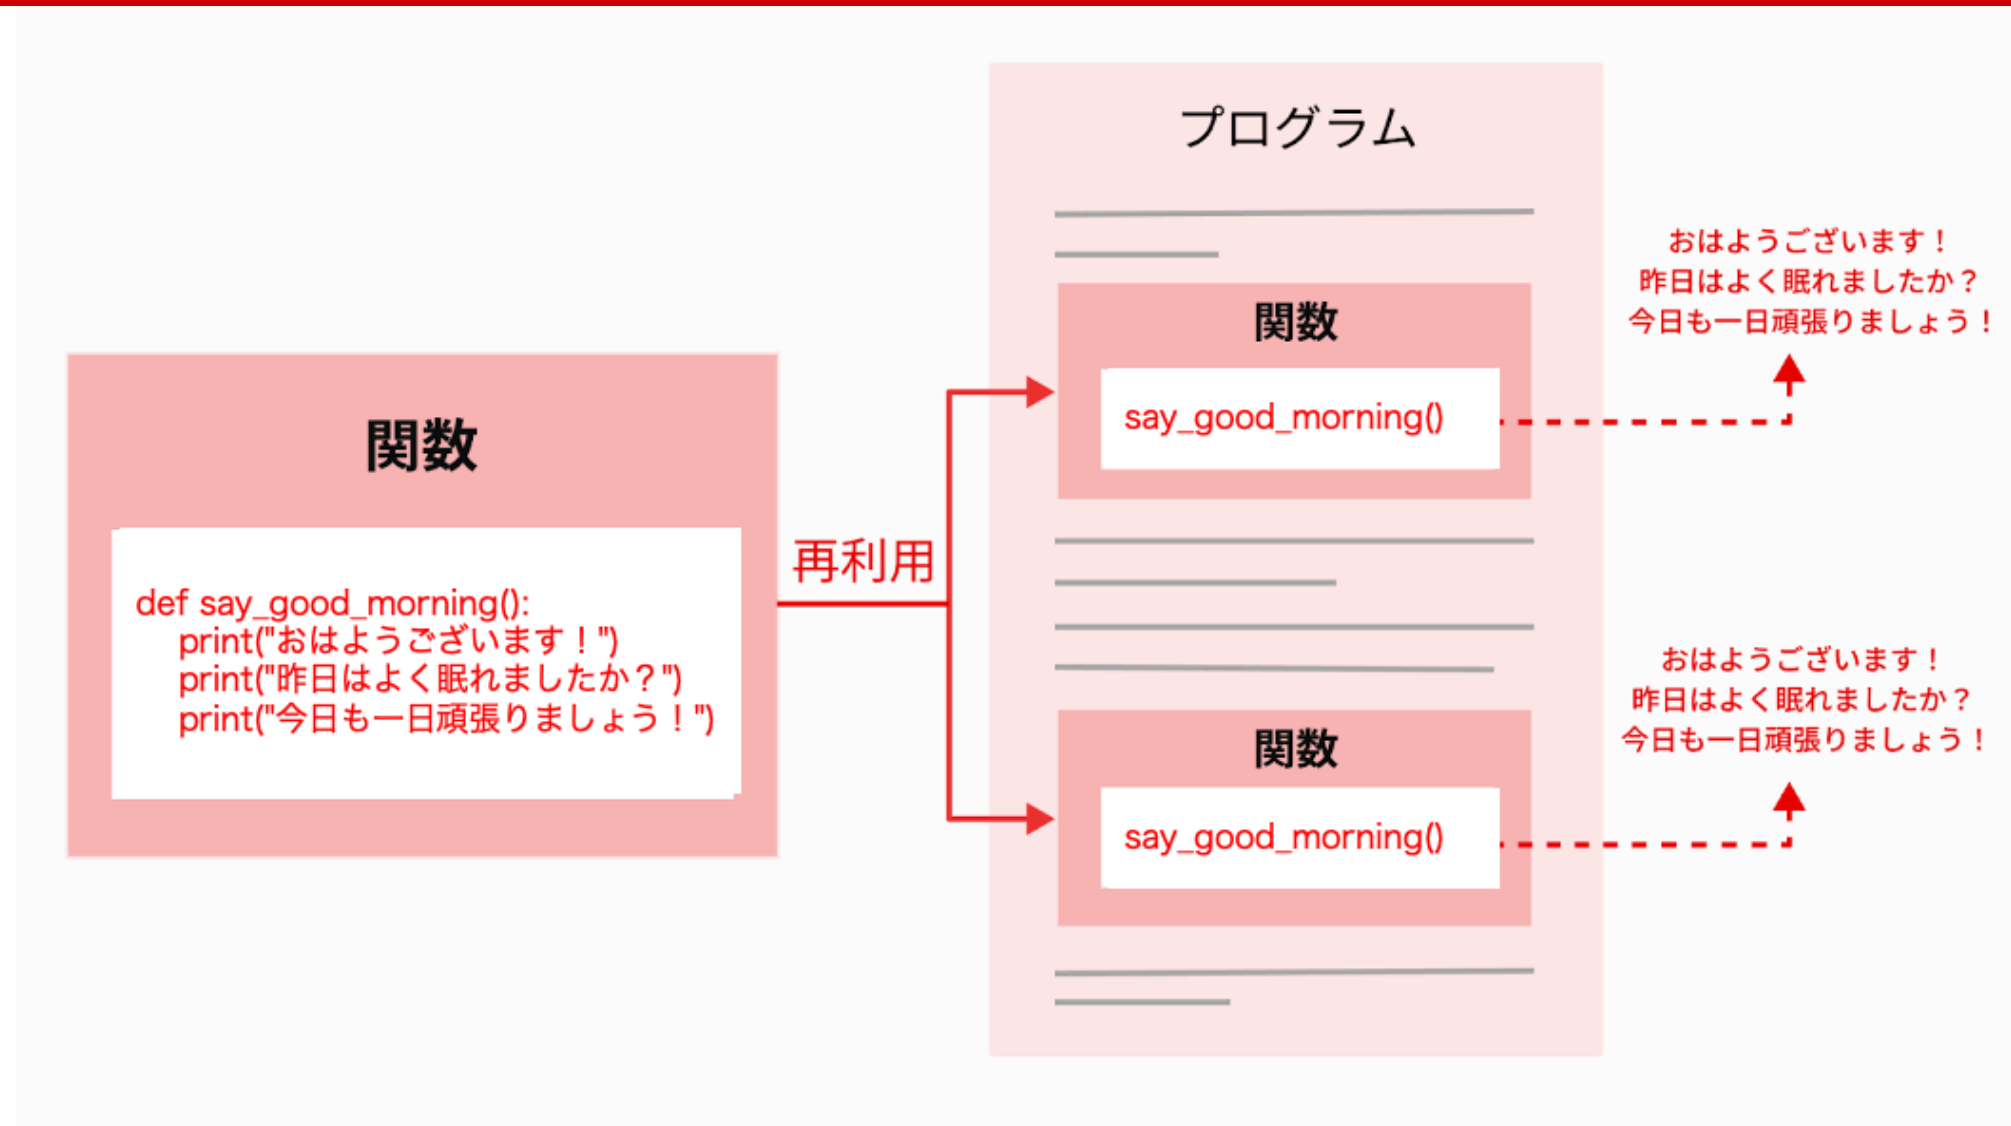 関数
def say_good_morning():
print("おはようございます！")
print("昨日はよく眠れましたか？")
print("今日も一日頑張りましょう！")
再利用
プログラム
関数
say_good_morning()
おはようございます！
昨日はよく眠れましたか？
今日も一日頑張りましょう！
関数
say_good_morning()
おはようございます！
昨日はよく眠れましたか？
今日も一日頑張りましょう！